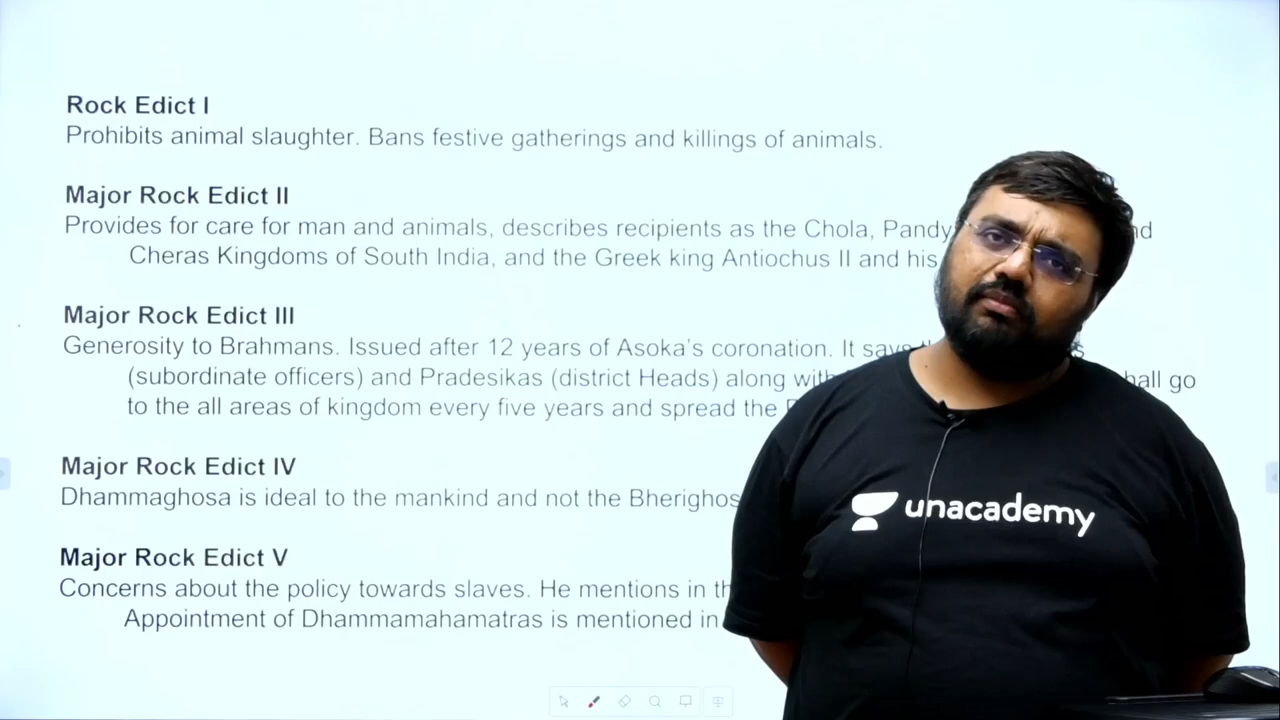 Rock Edict I
Prohibits animal slaughter. Bans festive gatherings and killings of animals.
Major Rock Edict II
Provides for care for man and animals, describes recipients as the Chola,
Cheras Kingdoms of South India, and the Greek king Antiochus II and his
Major Rock Edict III
Generosity to Brahmans. Issued after 12 years of Asoka's coronation. It says
(subordinate officers) and Pradesikas (district Heads) along with go
to the all areas of kingdom every five years and spread the
Major Rock Edict IV
Dhammaghosa is ideal to the mankind and not the
Major Rock Edict V
Concerns about the policy towards slaves. He mentions in
Appointment of Dhammamahamatras is mentioned in
unacademy